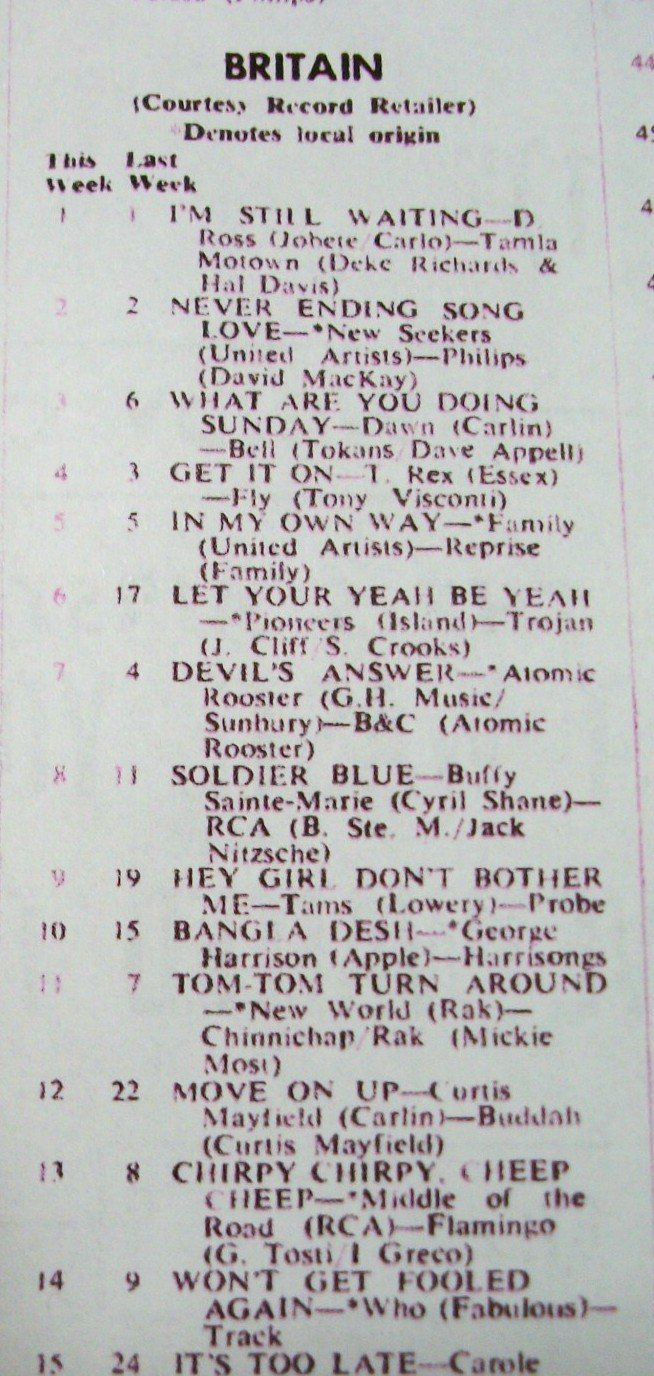 BRITAIN
(Courtesy Record Retailer)
*Denotes local origin
This Last
Week Week
1 1 I'M STILL WAITING—D.
Ross (Jobete/Carlo)—Tamla
Motown (Deke Richards &
Hal Davis)
2 2 NEVER ENDING SONG
LOVE—*New Seekers
(United Artists)—Philips
(David MacKay)
3 6 WHAT ARE YOU DOING
SUNDAY—Dawn (Carlin)
—Bell (Tokans/Dave Appell)
4 3 GET IT ON—T. Rex (Essex)
—Fly (Tony Visconti)
5 5 IN MY OWN WAY—*Family
(United Artists)—Reprise
(Family)
6 17 LET YOUR YEAH BE YEAH
—*Pioneers (Island)—Trojan
(J. Cliff/S. Crooks)
7 4 DEVIL'S ANSWER—*Atomic
Rooster (G.H. Music/
Sunbury)—B&C (Atomic
Rooster)
8 11 SOLDIER BLUE—Buffy
Sainte-Marie (Cyril Shane)—
RCA (B. Ste. M./Jack
Nitzsche)
9 19 HEY GIRL DON'T BOTHER
ME—Tams (Lowery)—Probe
10 15 BANGLA DESH—*George
Harrison (Apple)—Harrisongs
11 7 TOM-TOM TURN AROUND
—*New World (Rak)—
Chinnichap/Rak (Mickie
Most)
12 22 MOVE ON UP—Curtis
Mayfield (Carlin)—Buddah
(Curtis Mayfield)
13 8 CHIRPY CHIRPY, CHEEP
CHEEP—*Middle of the
Road (RCA)—Flamingo
(G. Tosti/I Greco)
14 9 WON'T GET FOOLED
AGAIN—*Who (Fabulous)—
Track
15 24 IT'S TOO LATE—Carole